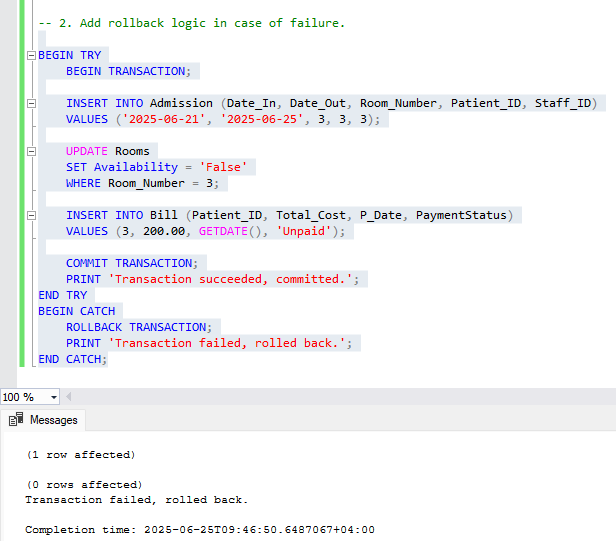 -- 2. Add rollback logic in case of failure.
BEGIN TRY
BEGIN TRANSACTION;
INSERT INTO Admission (Date_In, Date_Out, Room_Number, Patient_ID, Staff_ID)
VALUES ('2025-06-21', '2025-06-25', 3, 3, 3);
UPDATE Rooms
SET Availability = 'False'
WHERE Room_Number = 3;
INSERT INTO Bill (Patient_ID, Total_Cost, P_Date, PaymentStatus)
VALUES (3, 200.00, GETDATE(), 'Unpaid');
COMMIT TRANSACTION;
PRINT 'Transaction succeeded, committed.';
END TRY
BEGIN CATCH
ROLLBACK TRANSACTION;
PRINT 'Transaction failed, rolled back.';
END CATCH;
100 %
Messages
(1 row affected)
(0 rows affected)
Transaction failed, rolled back.
Completion time: 2025-06-25T09:46:50.6487067+04:00